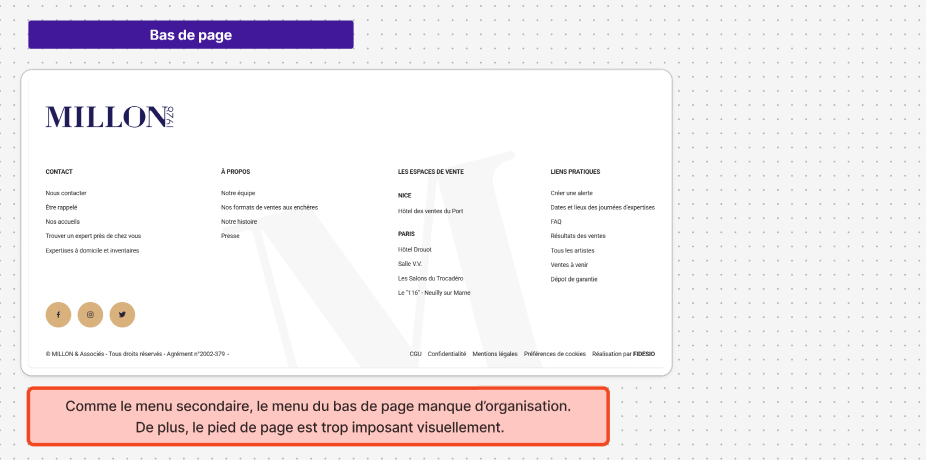 Bas de page
MILLON
1928
CONTACT
Nous contacter
Être rappelé
Nos accueils
Trouver un expert près de chez vous
Expertises à domicile et inventaires
À PROPOS
Notre équipe
Nos formats de ventes aux enchères
Notre histoire
Presse
LES ESPACES DE VENTE
NICE
Hôtel des ventes du Port
PARIS
Hôtel Drouot
Salle V.V.
Les Salons du Trocadéro
Le "116" - Neuilly sur Marne
LIENS PRATIQUES
Créer une alerte
Dates et lieux des journées d'expertises
FAQ
Résultats des ventes
Tous les artistes
Ventes à venir
Dépot de garantie
© MILLON & Associés - Tous droits réservés - Agrément n°2002-379 -
CGU Confidentialité Mentions légales Préférences de cookies Réalisation par FIDESIO
Comme le menu secondaire, le menu du bas de page manque d'organisation.
De plus, le pied de page est trop imposant visuellement.